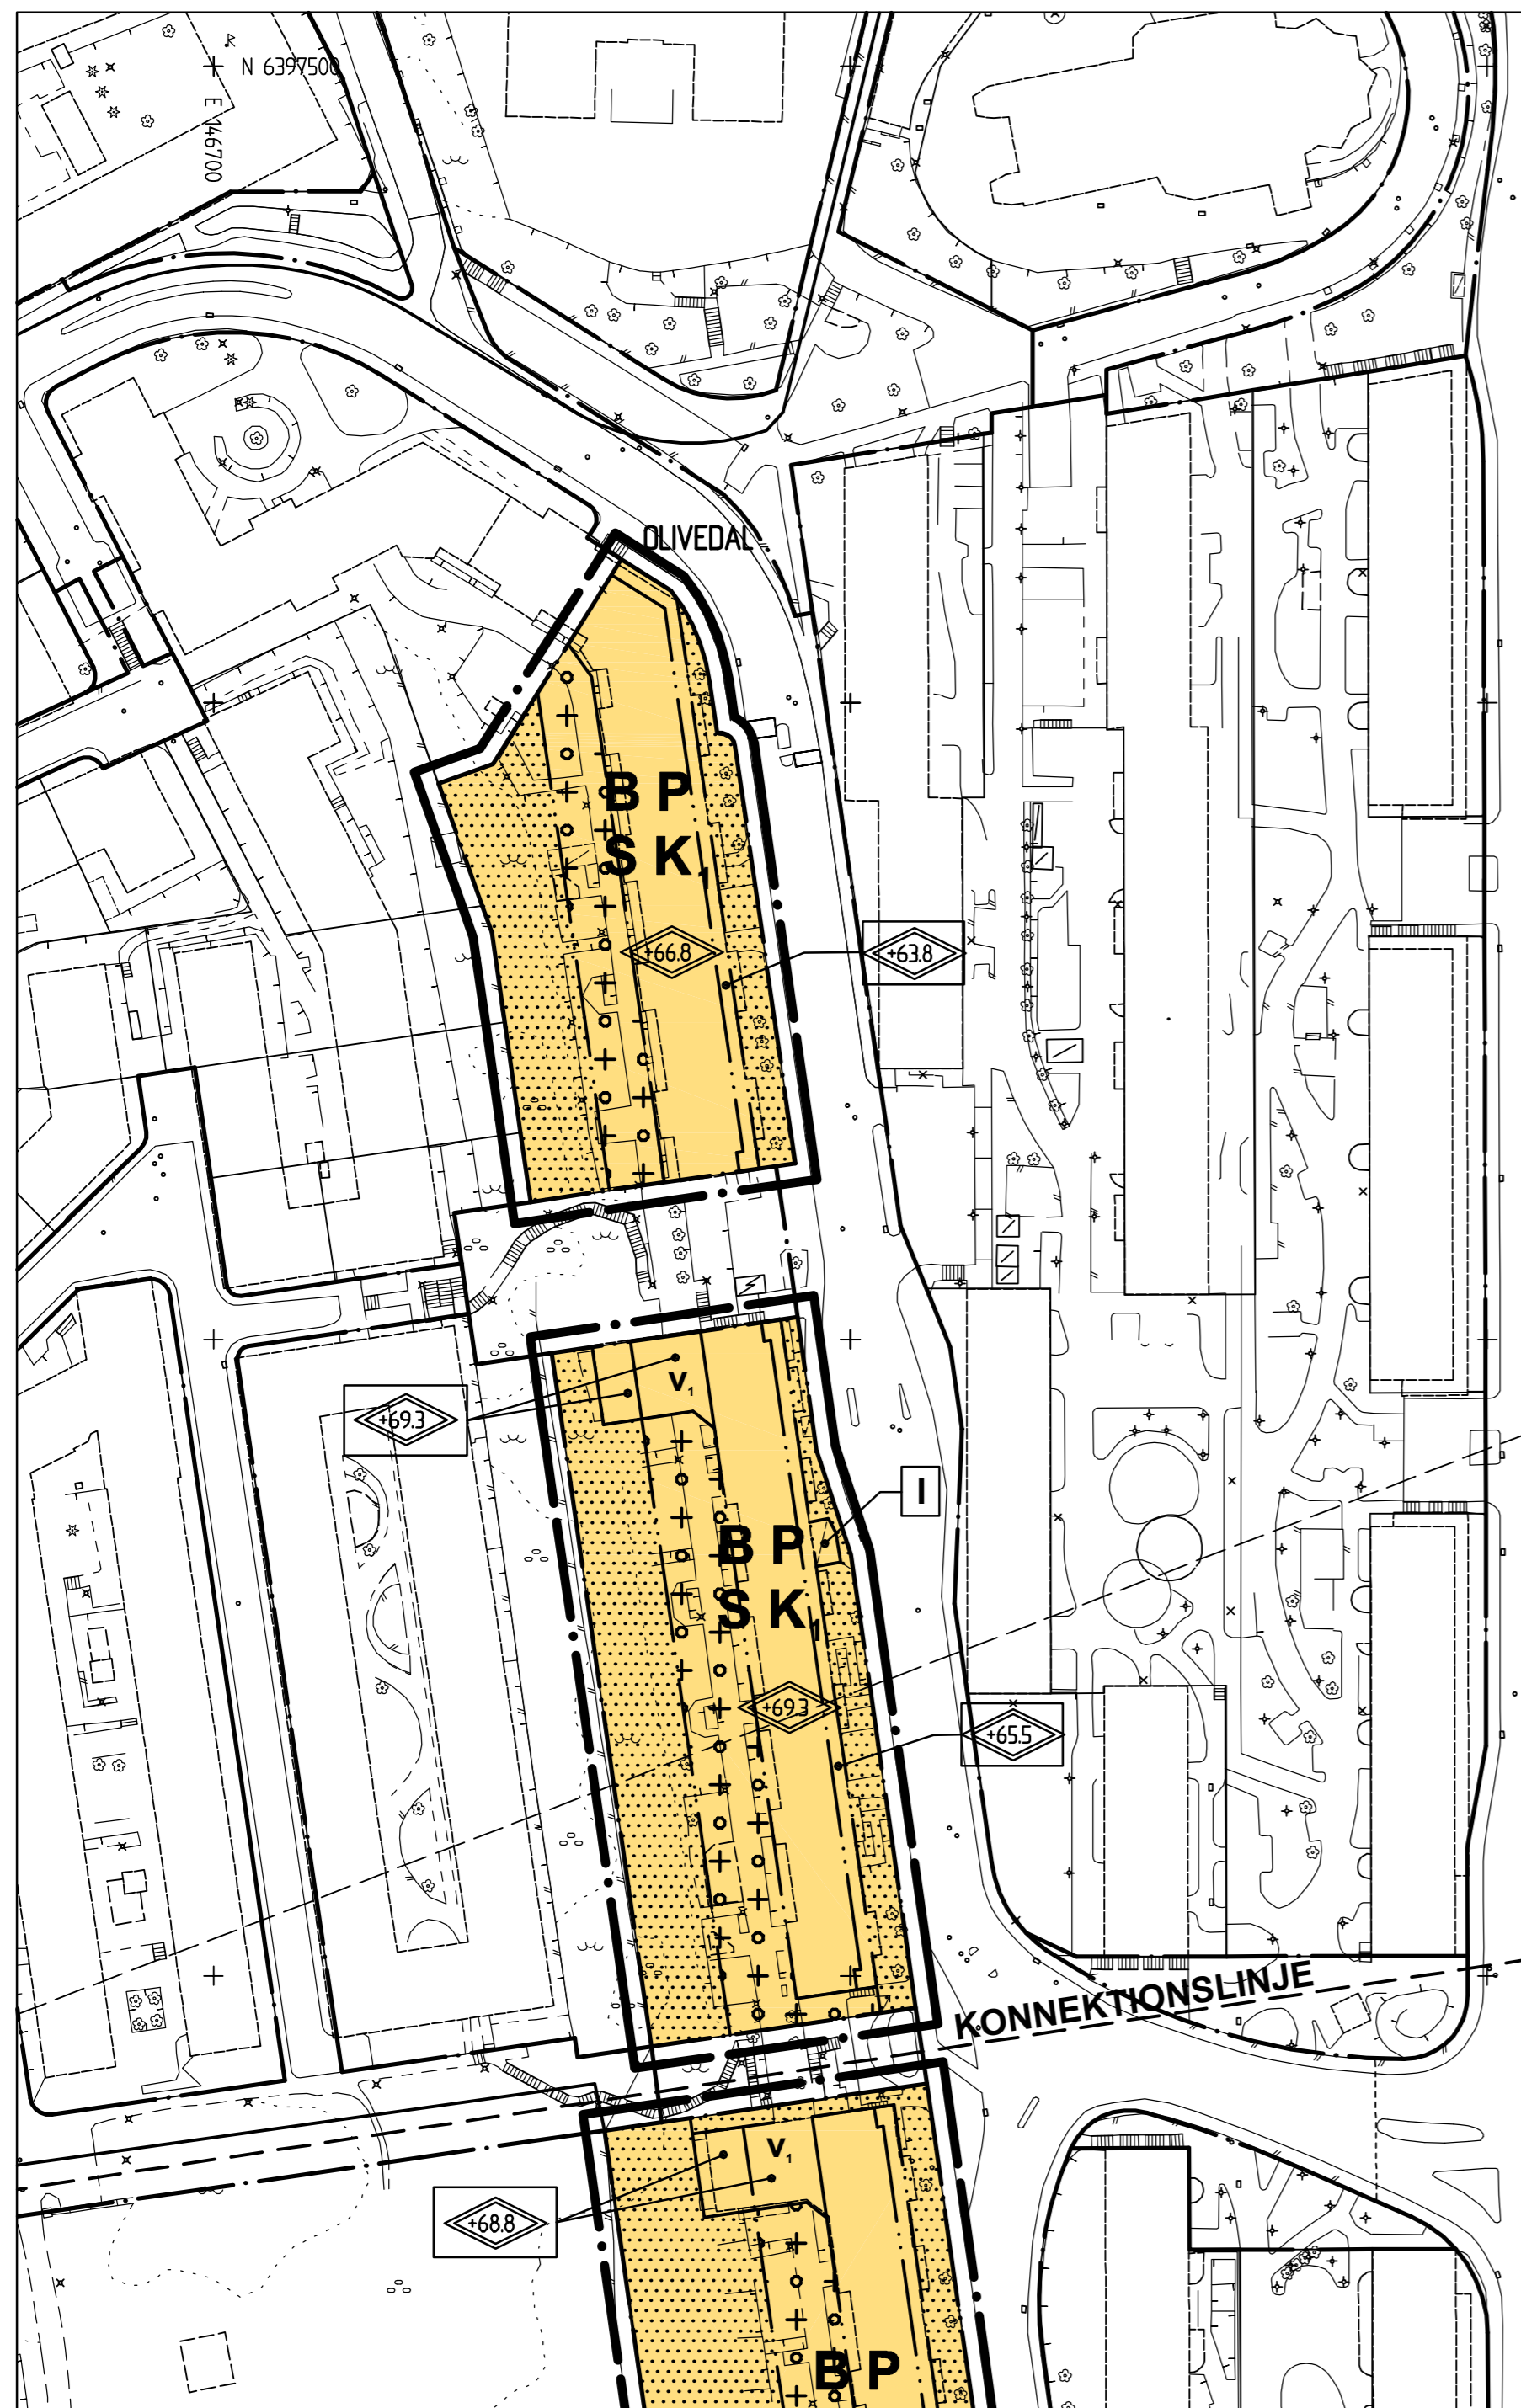 N 6397500
E 146700
OLIVEDAL
B P
S K1
+66.8
+63.8
V1
+69.3
I
B P
S K1
+69.3
+65.5
KONNEKTIONSLINJE
V1
+68.8
B P